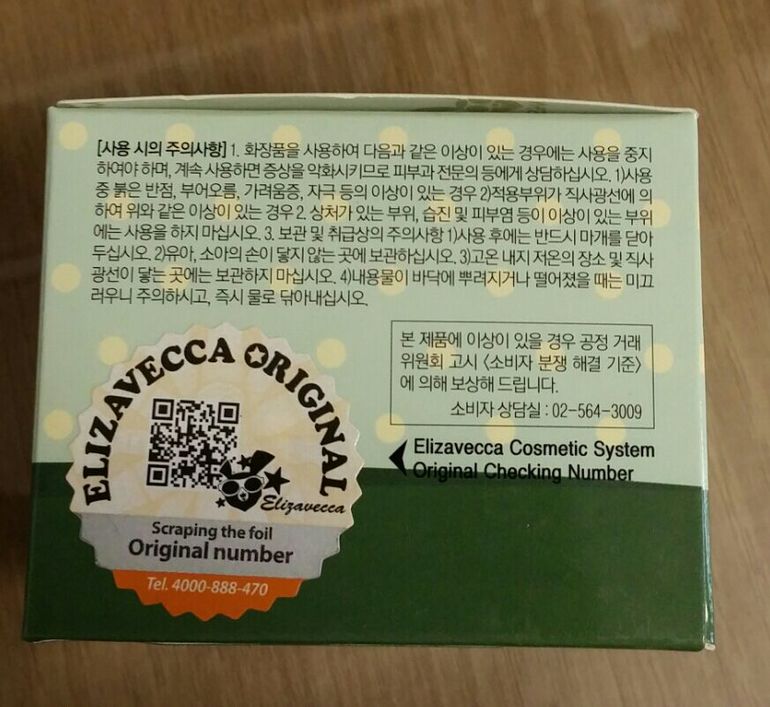 [사용 시의 주의사항] 1. 화장품을 사용하여 다음과 같은 이상이 있는 경우에는 사용을 중지
하여야 하며, 계속 사용하면 증상을 악화시키므로 피부과 전문의 등에게 상담하십시오. 1)사용
중 붉은 반점, 부어오름, 가려움증, 자극 등의 이상이 있는 경우 2)적용부위가 직사광선에 의
하여 위와 같은 이상이 있는 경우 2. 상처가 있는 부위, 습진 및 피부염 등이 이상이 있는 부위
에는 사용을 하지 마십시오. 3. 보관 및 취급상의 주의사항 1)사용 후에는 반드시 마개를 닫아
두십시오. 2)유아, 소아의 손이 닿지 않는 곳에 보관하십시오. 3)고온 내지 저온의 장소 및 직사
광선이 닿는 곳에는 보관하지 마십시오. 4)내용물이 바닥에 뿌려지거나 떨어졌을 때는 미끄
러우니 주의하시고, 즉시 물로 닦아내십시오.
본 제품에 이상이 있을 경우 공정 거래
위원회 고시 <소비자 분쟁 해결 기준>
에 의해 보상해 드립니다.
소비자 상담실 : 02-564-3009
Elizavecca Cosmetic System
Original Checking Number
ELIZAVECCA ORIGINAL
Elizavecca
Scraping the foil
Original number
Tel. 4000-888-470